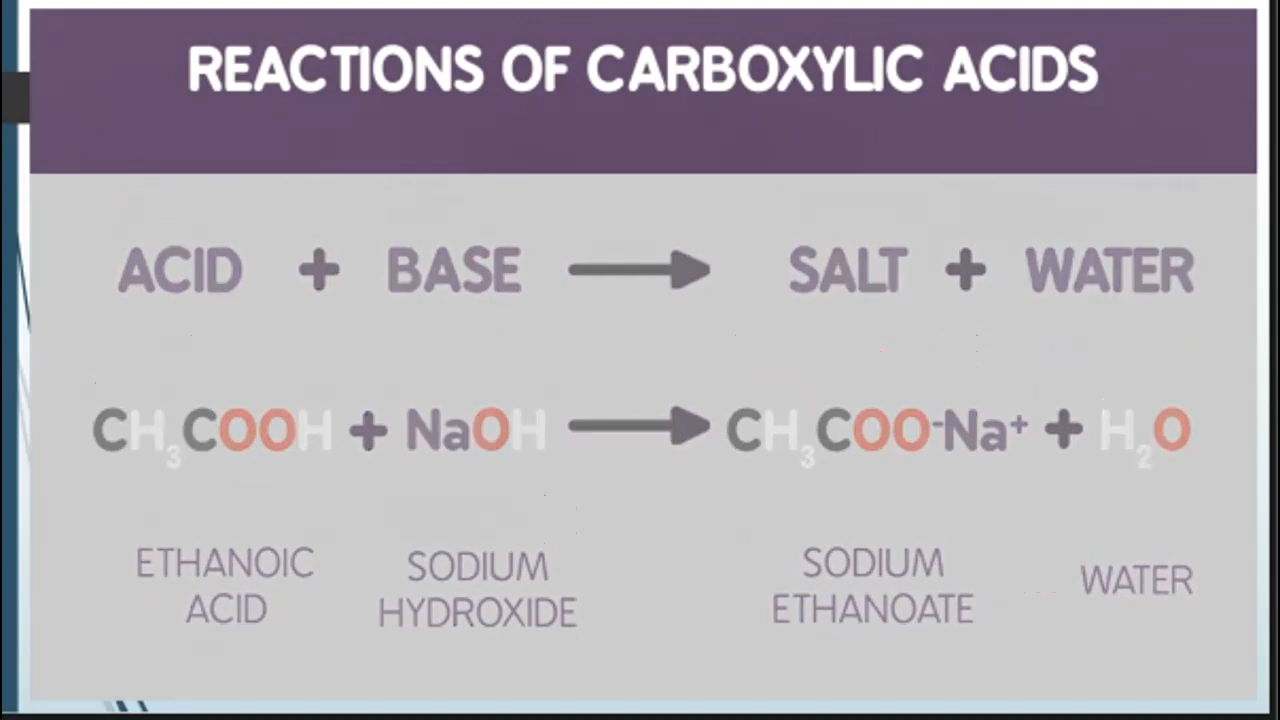 REACTIONS OF CARBOXYLIC ACIDS
ACID + BASE → SALT + WATER
CH₃COOH + NaOH → CH₃COO⁻Na⁺ + H₂O
ETHANOIC ACID SODIUM HYDROXIDE SODIUM ETHANOATE WATER